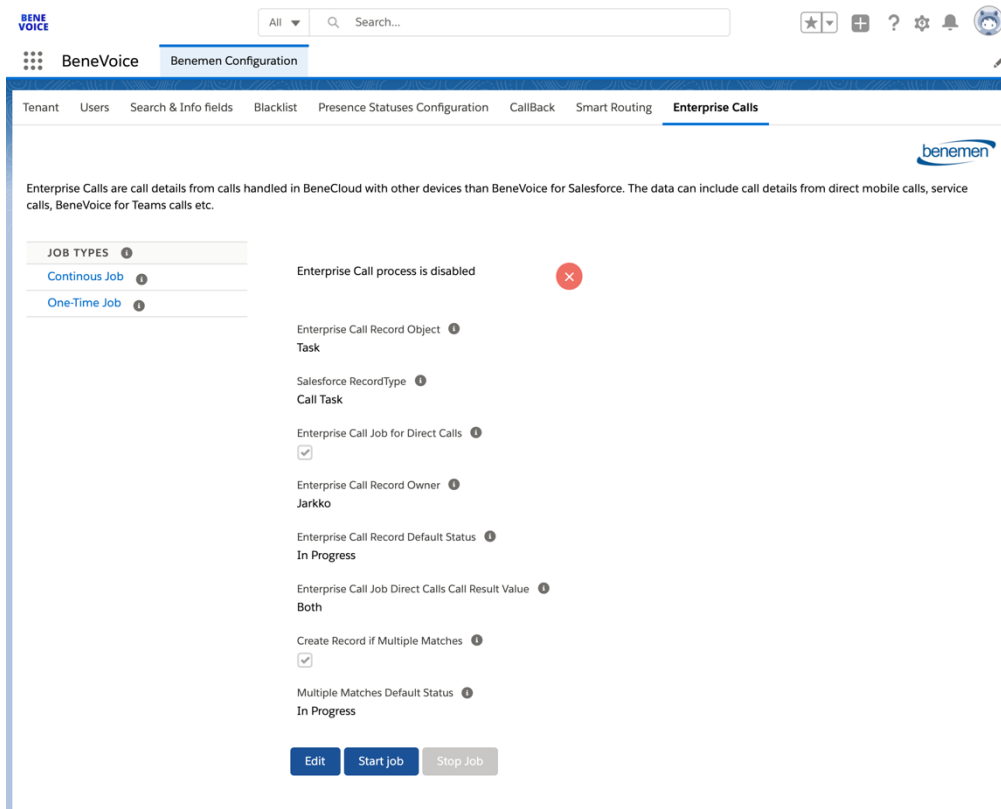 BENE
VOICE
All
Search...
BeneVoice
Benemen Configuration
Tenant
Users
Search & Info fields
Blacklist
Presence Statuses Configuration
CallBack
Smart Routing
Enterprise Calls
benemen
Enterprise Calls are call details from calls handled in BeneCloud with other devices than BeneVoice for Salesforce. The data can include call details from direct mobile calls, service
calls, BeneVoice for Teams calls etc.
JOB TYPES
Continous Job
One-Time Job
Enterprise Call process is disabled
Enterprise Call Record Object
Task
Salesforce RecordType
Call Task
Enterprise Call Job for Direct Calls
Enterprise Call Record Owner
Jarkko
Enterprise Call Record Default Status
In Progress
Enterprise Call Job Direct Calls Call Result Value
Both
Create Record if Multiple Matches
Multiple Matches Default Status
In Progress
Edit
Start job
Stop Job